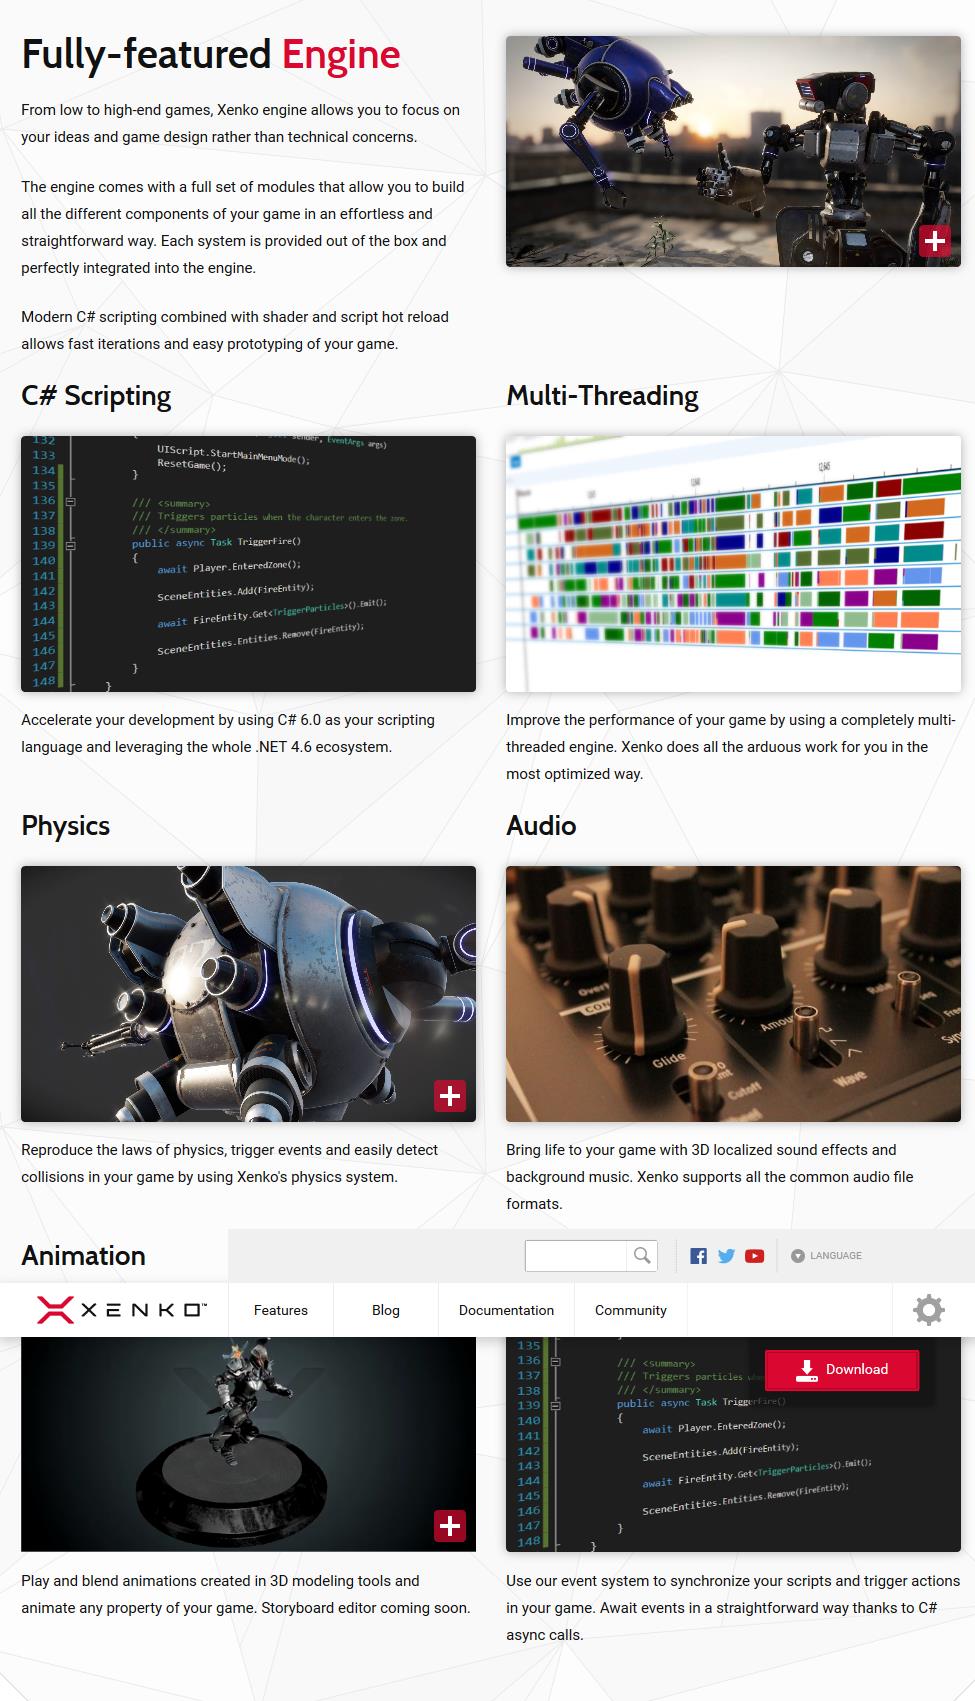 Fully-featured Engine
From low to high-end games, Xenko engine allows you to focus on
your ideas and game design rather than technical concerns.
The engine comes with a full set of modules that allow you to build
all the different components of your game in an effortless and
straightforward way. Each system is provided out of the box and
perfectly integrated into the engine.
Modern C# scripting combined with shader and script hot reload
allows fast iterations and easy prototyping of your game.
C# Scripting
132
133
134
135
136
137
138
139
140
141
142
143
144
145
146
147
148
sender, EventArgs args)
UIScript.StartMainMenuMode();
ResetGame();
}
/// <summary>
/// Triggers particles when the character enters the zone.
/// </summary>
public async Task TriggerFire()
{
await Player.EnteredZone();
SceneEntities.Add(FireEntity);
await FireEntity.Get<TriggerParticles>().Emit();
SceneEntities.Entities.Remove(FireEntity);
}
}
Accelerate your development by using C# 6.0 as your scripting
language and leveraging the whole .NET 4.6 ecosystem.
Multi-Threading
Improve the performance of your game by using a completely multi-
threaded engine. Xenko does all the arduous work for you in the
most optimized way.
Physics
Reproduce the laws of physics, trigger events and easily detect
collisions in your game by using Xenko's physics system.
Audio
Glide
Cutoff
Wave
Bring life to your game with 3D localized sound effects and
background music. Xenko supports all the common audio file
formats.
Animation
LANGUAGE
XENKO™
Features
Blog
Documentation
Community
Download
Play and blend animations created in 3D modeling tools and
animate any property of your game. Storyboard editor coming soon.
135
136
137
138
139
140
141
142
143
144
145
146
147
148
/// <summary>
/// Triggers particles
/// </summary>
public async Task TriggerFire()
{
await Player.EnteredZone();
SceneEntities.Add(FireEntity);
await FireEntity.Get<TriggerParticles>().Emit();
SceneEntities.Entities.Remove(FireEntity);
}
}
Use our event system to synchronize your scripts and trigger actions
in your game. Await events in a straightforward way thanks to C#
async calls.